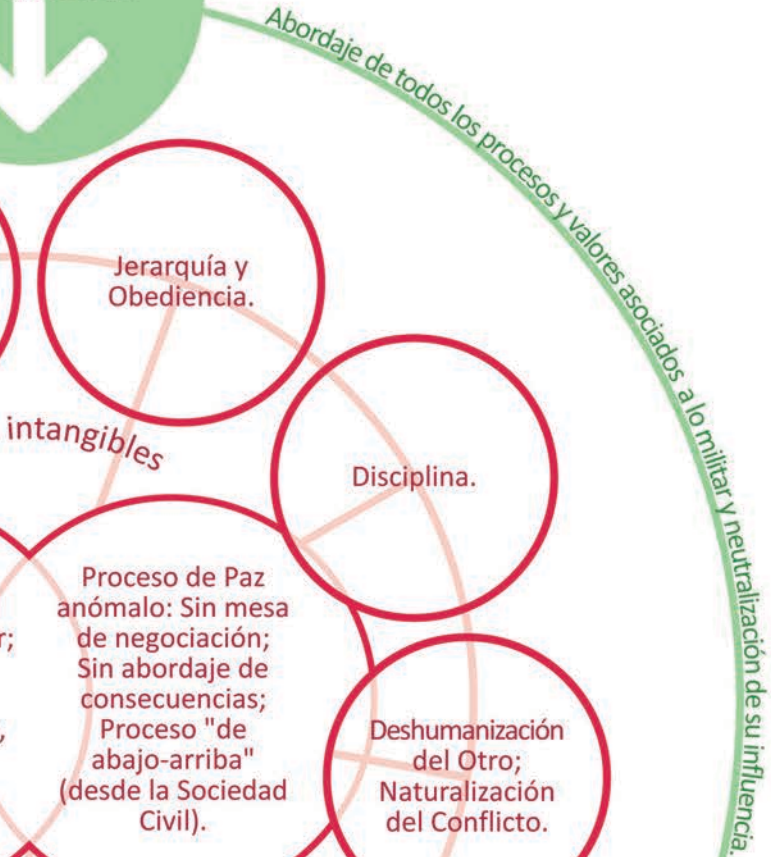 Abordaje de todos los procesos y valores asociados a lo militar y neutralización de su influencia.
Jerarquía y
Obediencia.
intangibles
Disciplina.
Proceso de Paz
anómalo: Sin mesa
de negociación;
Sin abordaje de
consecuencias;
Proceso "de
abajo-arriba"
(desde la Sociedad
Civil).
r;
,
Deshumanización
del Otro;
Naturalización
del Conflicto.